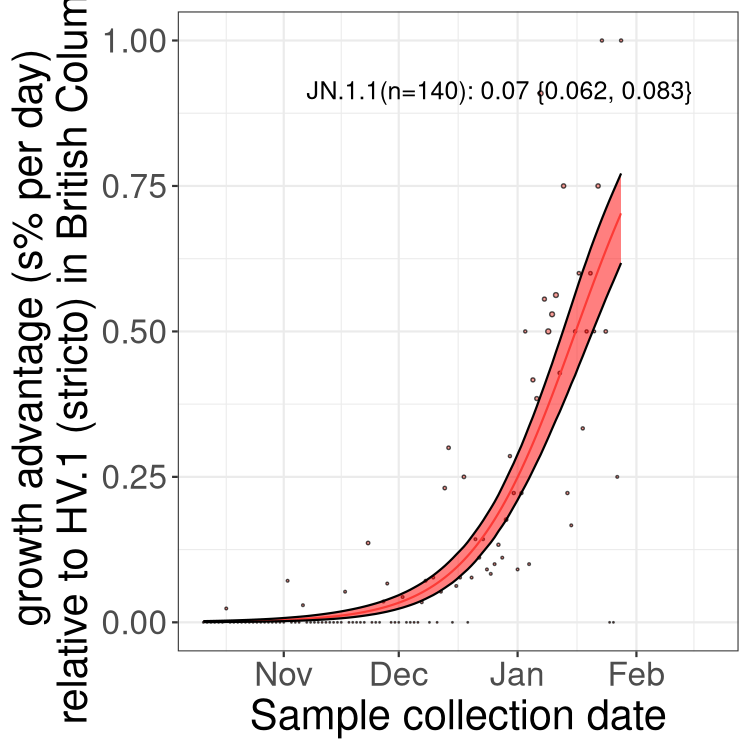 growth advantage (s% per day)
relative to HV.1 (stricto) in British Colum
1.00
0.75
0.50
0.25
0.00
JN.1.1(n=140): 0.07 {0.062, 0.083}
Nov Dec Jan Feb
Sample collection date